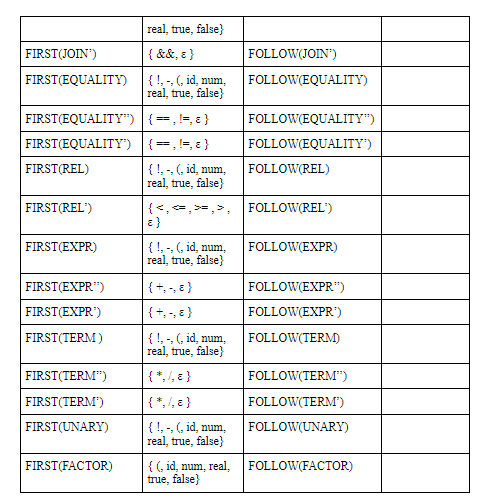 real, true, false}
FIRST(JOIN’) { &&, ε } FOLLOW(JOIN’)
FIRST(EQUALITY) { !, -, (, id, num, FOLLOW(EQUALITY)
real, true, false}
FIRST(EQUALITY”) { == , !=, ε } FOLLOW(EQUALITY”)
FIRST(EQUALITY’) { == , !=, ε } FOLLOW(EQUALITY’)
FIRST(REL) { !, -, (, id, num, FOLLOW(REL)
real, true, false}
FIRST(REL’) { < , <= , >= , > , FOLLOW(REL’)
ε }
FIRST(EXPR) { !, -, (, id, num, FOLLOW(EXPR)
real, true, false}
FIRST(EXPR”) { +, -, ε } FOLLOW(EXPR”)
FIRST(EXPR’) { +, -, ε } FOLLOW(EXPR’)
FIRST(TERM ) { !, -, (, id, num, FOLLOW(TERM)
real, true, false}
FIRST(TERM”) { *, /, ε } FOLLOW(TERM”)
FIRST(TERM’) { *, /, ε } FOLLOW(TERM’)
FIRST(UNARY) { !, -, (, id, num, FOLLOW(UNARY)
real, true, false}
FIRST(FACTOR) { (, id, num, real, FOLLOW(FACTOR)
true, false}